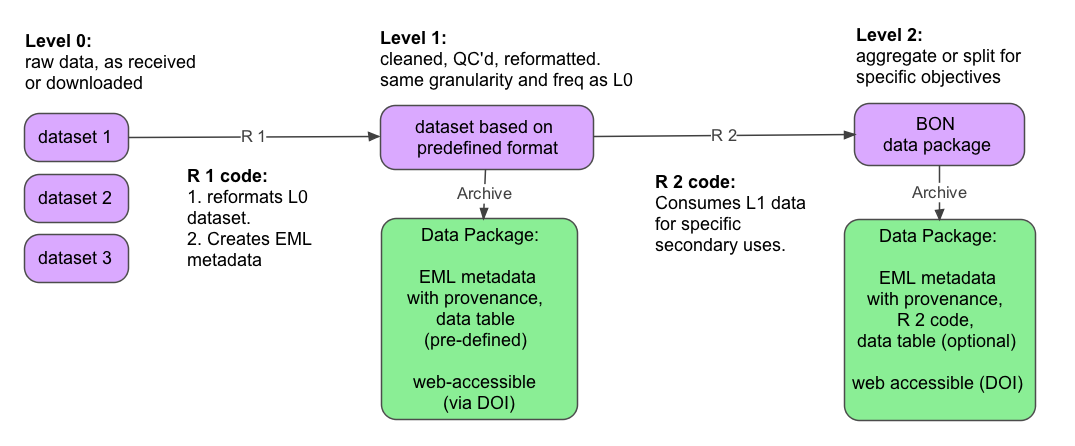 Level 0:
raw data, as received
or downloaded
dataset 1
dataset 2
dataset 3
R 1
R 1 code:
1. reformats L0
dataset.
2. Creates EML
metadata
Level 1:
cleaned, QC'd, reformatted.
same granularity and freq as L0
dataset based on
predefined format
Archive
Data Package:
EML metadata
with provenance,
data table
(pre-defined)
web-accessible
(via DOI)
R 2
R 2 code:
Consumes L1 data
for specific
secondary uses.
Level 2:
aggregate or split for
specific objectives
BON
data package
Archive
Data Package:
EML metadata
with provenance,
R 2 code,
data table (optional)
web accessible (DOI)